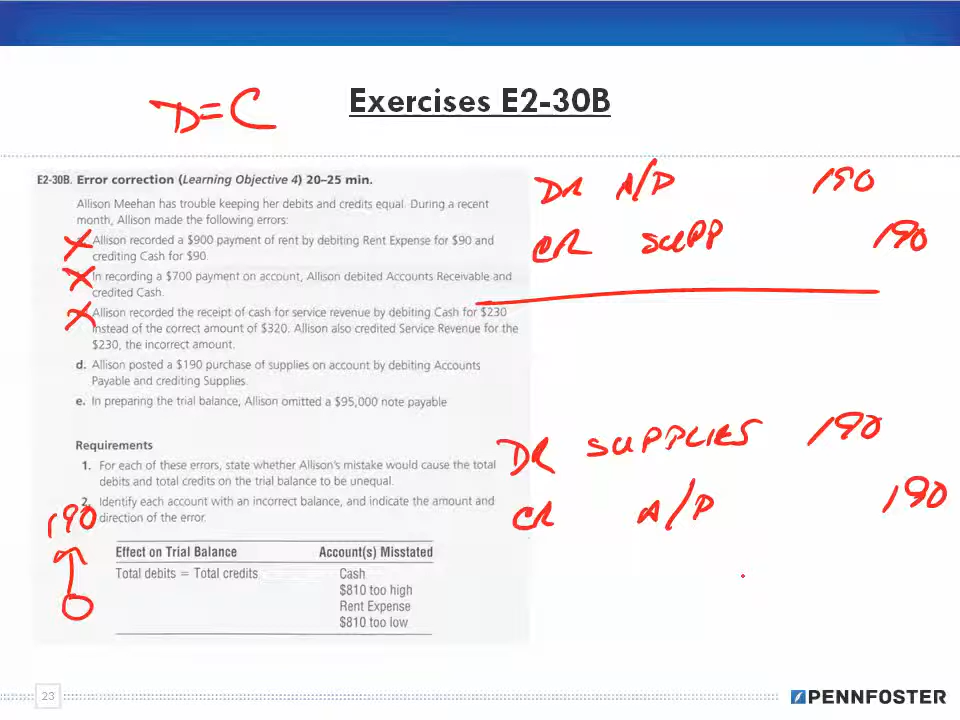 D=C
Exercises E2-30B
E2-30B. Error correction (Learning Objective 4) 20–25 min.
Allison Meehan has trouble keeping her debits and credits equal. During a recent
month, Allison made the following errors:
Allison recorded a $900 payment of rent by debiting Rent Expense for $90 and
crediting Cash for $90.
In recording a $700 payment on account, Allison debited Accounts Receivable and
credited Cash.
Allison recorded the receipt of cash for service revenue by debiting Cash for $230
instead of the correct amount of $320. Allison also credited Service Revenue for the
$230, the incorrect amount.
d. Allison posted a $190 purchase of supplies on account by debiting Accounts
Payable and crediting Supplies.
e. In preparing the trial balance, Allison omitted a $95,000 note payable
Requirements
1. For each of these errors, state whether Allison's mistake would cause the total
debits and total credits on the trial balance to be unequal.
2. Identify each account with an incorrect balance, and indicate the amount and
direction of the error.
190
Effect on Trial Balance Account(s) Misstated
Total debits = Total credits Cash
$810 too high
Rent Expense
$810 too low
DR A/P 190
CR SUPP 190
DR SUPPLIES 190
CR A/P 190
23
PENNFOSTER